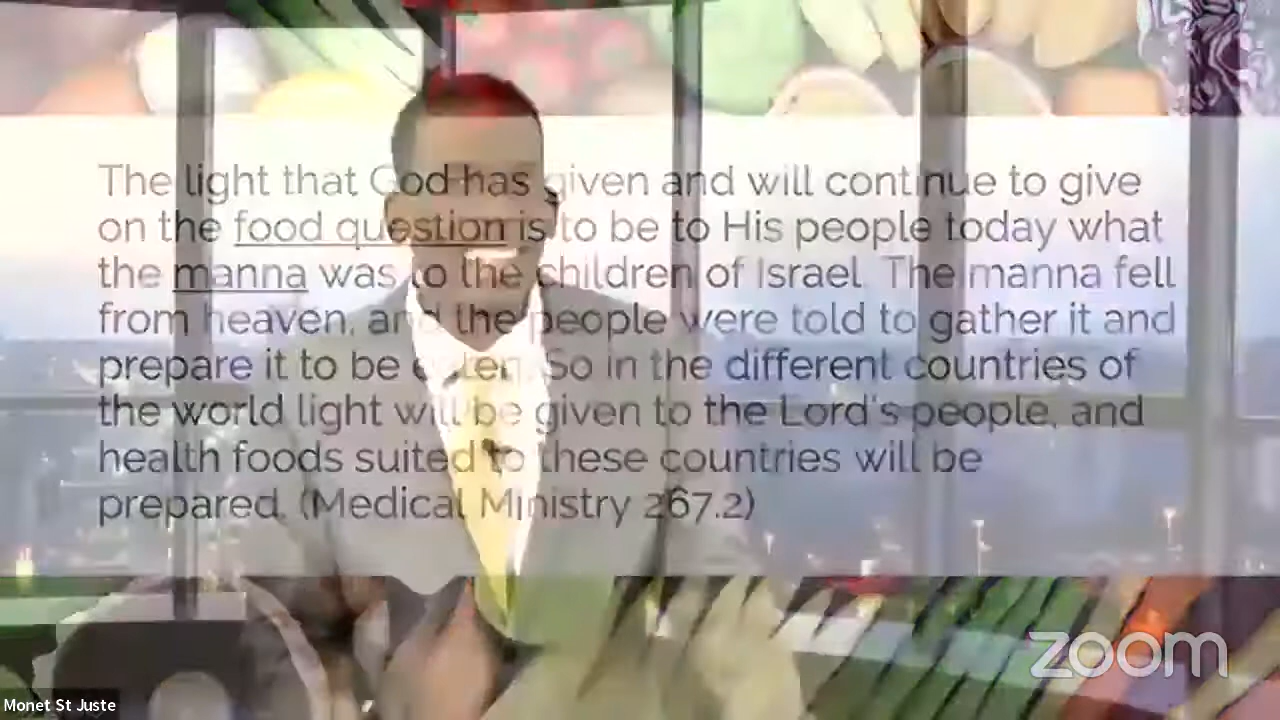 The light that God has given and will continue to give
on the food question is to be to His people today what
the manna was to the children of Israel. The manna fell
from heaven, and the people were told to gather it and
prepare it to be eaten. So in the different countries of
the world light will be given to the Lord's people, and
health foods suited to these countries will be
prepared. (Medical Ministry 267.2)
zoom
Monet St Juste